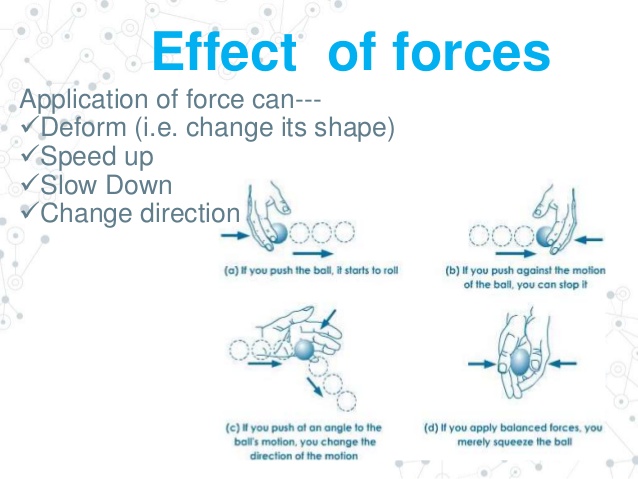 Effect of forces
Application of force can---
✓Deform (i.e. change its shape)
✓Speed up
✓Slow Down
✓Change direction
(a) If you push the ball, it starts to roll
(b) If you push against the motion
of the ball, you can stop it
(c) If you push at an angle to the
ball's motion, you change the
direction of the motion
(d) If you apply balanced forces, you
merely squeeze the ball